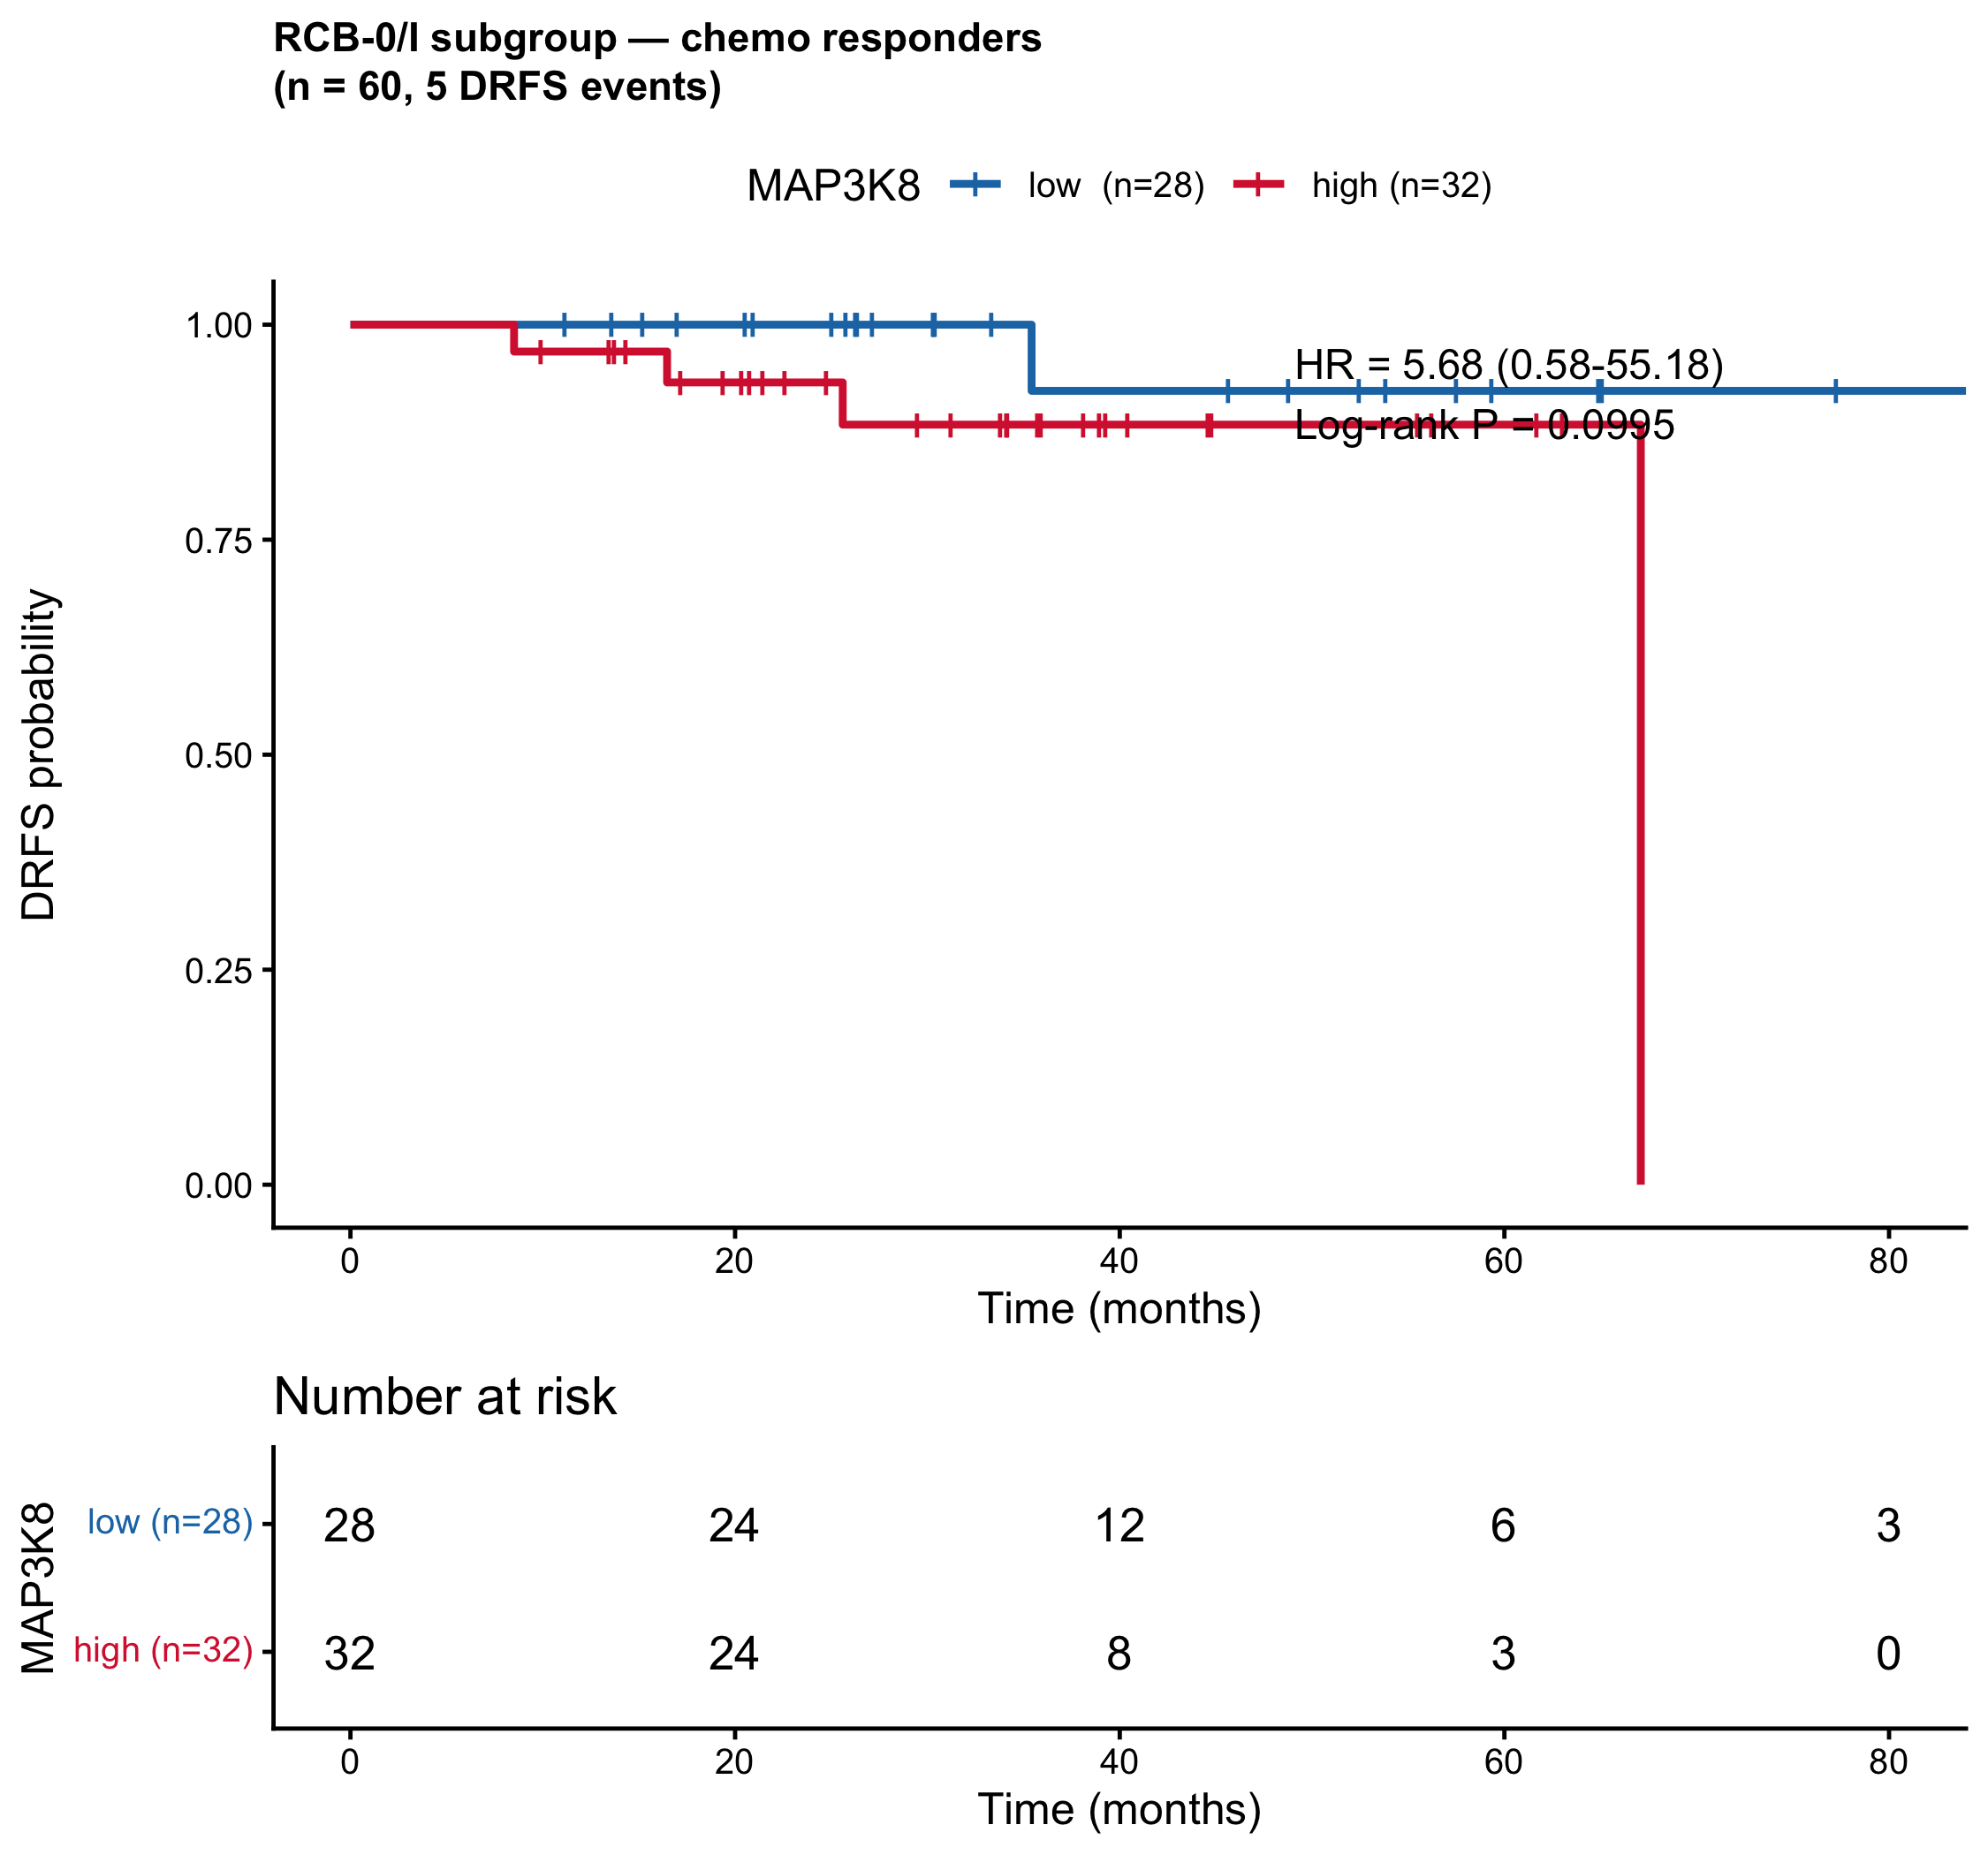 RCB-0/I subgroup — chemo responders
(n = 60, 5 DRFS events)
MAP3K8 low (n=28) high (n=32)
1.00
0.75
0.50
0.25
0.00
DRFS probability
HR = 5.68 (0.58-55.18)
Log-rank P = 0.0995
0 20 40 60 80
Time (months)
Number at risk
MAP3K8
low (n=28) 28 24 12 6 3
high (n=32) 32 24 8 3 0
0 20 40 60 80
Time (months)